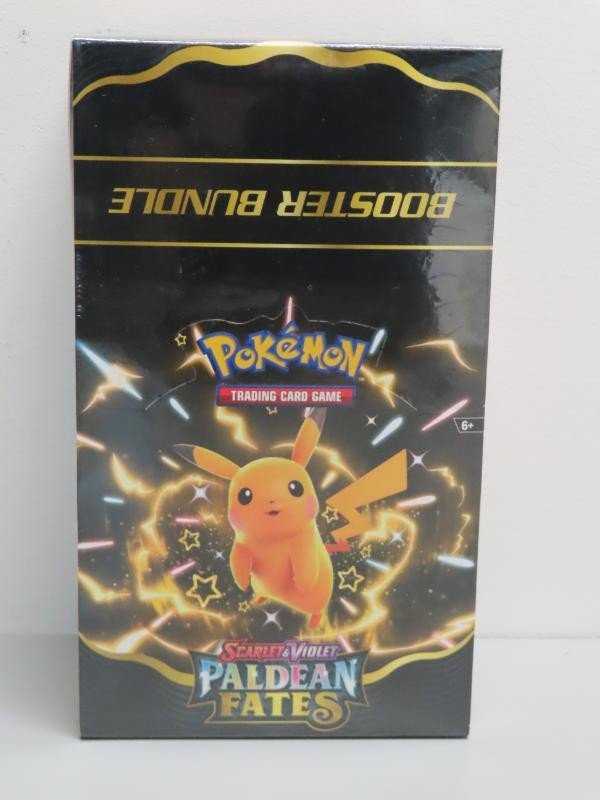 BOOSTER BUNDLE
POKéMON
TRADING CARD GAME
6+
SCARLET & VIOLET
PALDEAN
FATES